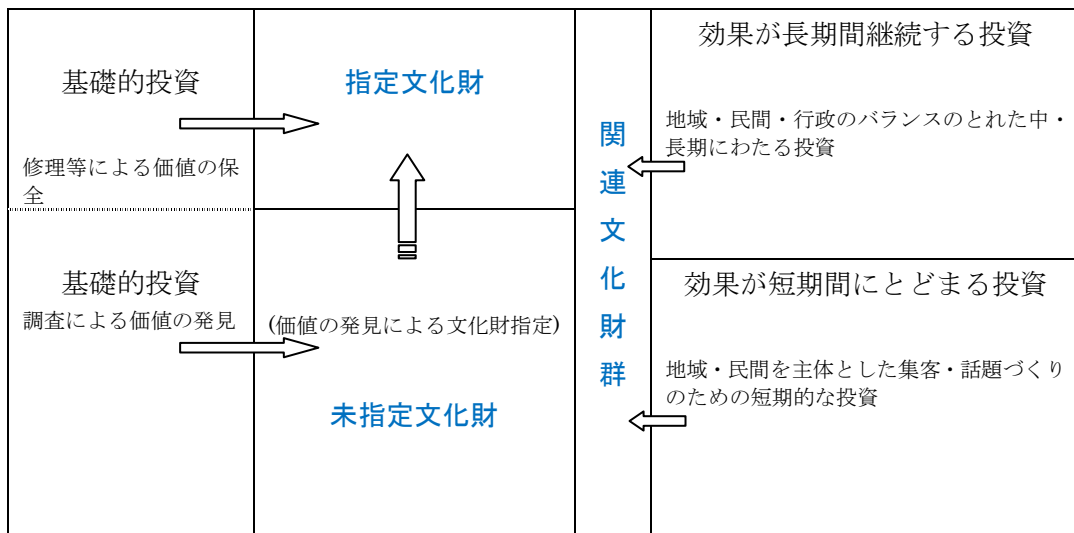 基礎的投資
修理等による価値の保
全
指定文化財
基礎的投資
調査による価値の発見
(価値の発見による文化財指定)
未指定文化財
関連文化財群
効果が長期間継続する投資
地域・民間・行政のバランスのとれた中・
長期にわたる投資
効果が短期間にとどまる投資
地域・民間を主体とした集客・話題づくり
のための短期的な投資